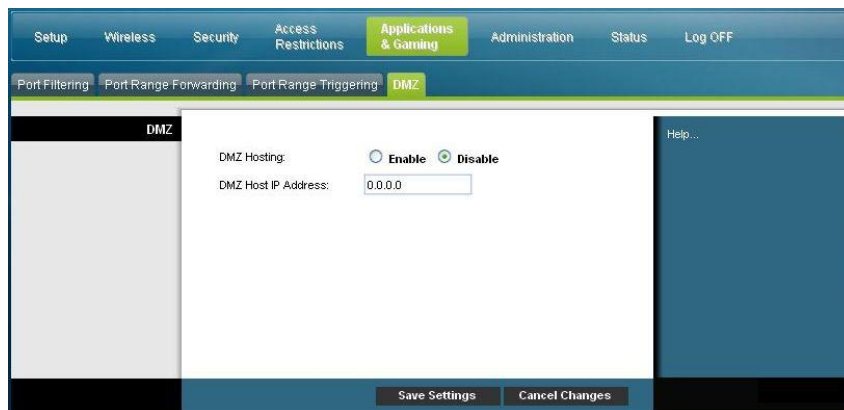 Setup Wireless Security Access Restrictions Applications & Gaming Administration Status Log OFF
Port Filtering Port Range Forwarding Port Range Triggering DMZ
DMZ
Help...
DMZ Hosting: Enable Disable
DMZ Host IP Address: 0.0.0.0
Save Settings Cancel Changes